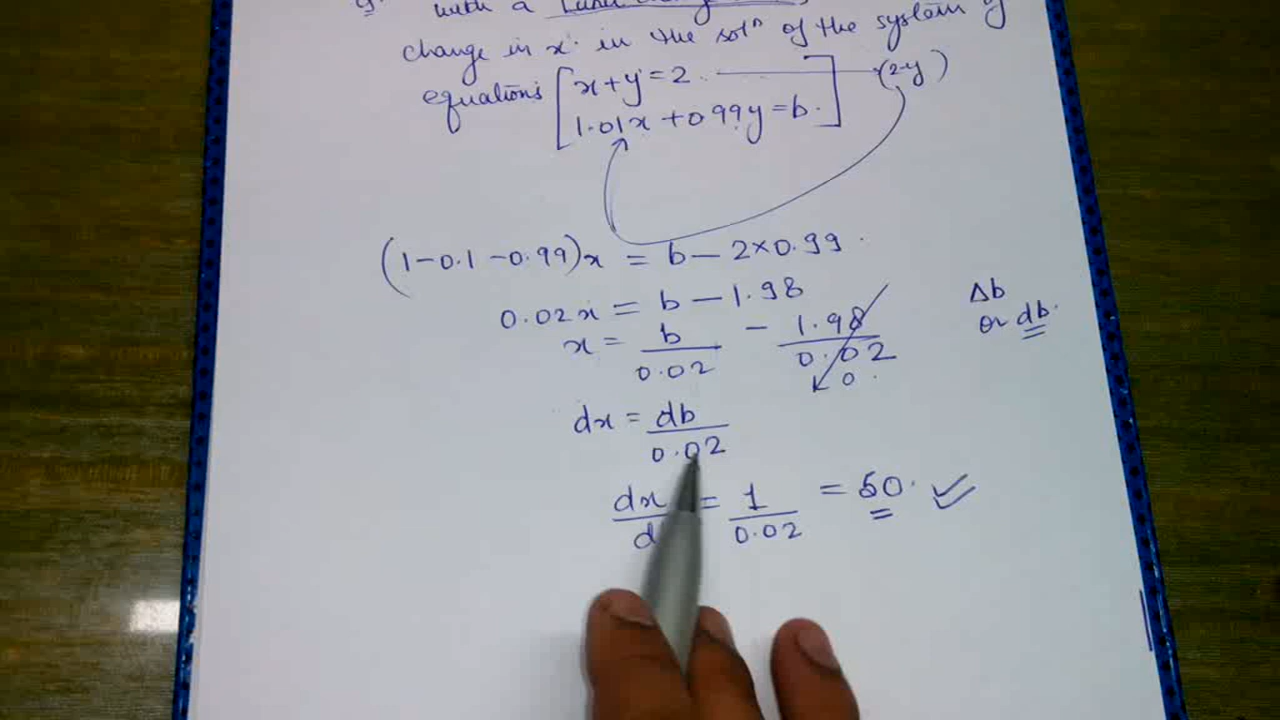 with a
change in x in the solⁿ of the system of
equations [x+y=2 (2-y)
1.01x + 0.99y = b.]
(1-0.1-0.99)x = b - 2×0.99
0.02x = b - 1.98
x = b/0.02 - 1.98/0.02 0.
Δb
or db.
dx = db/0.02
dx/d = 1/0.02 = 50.